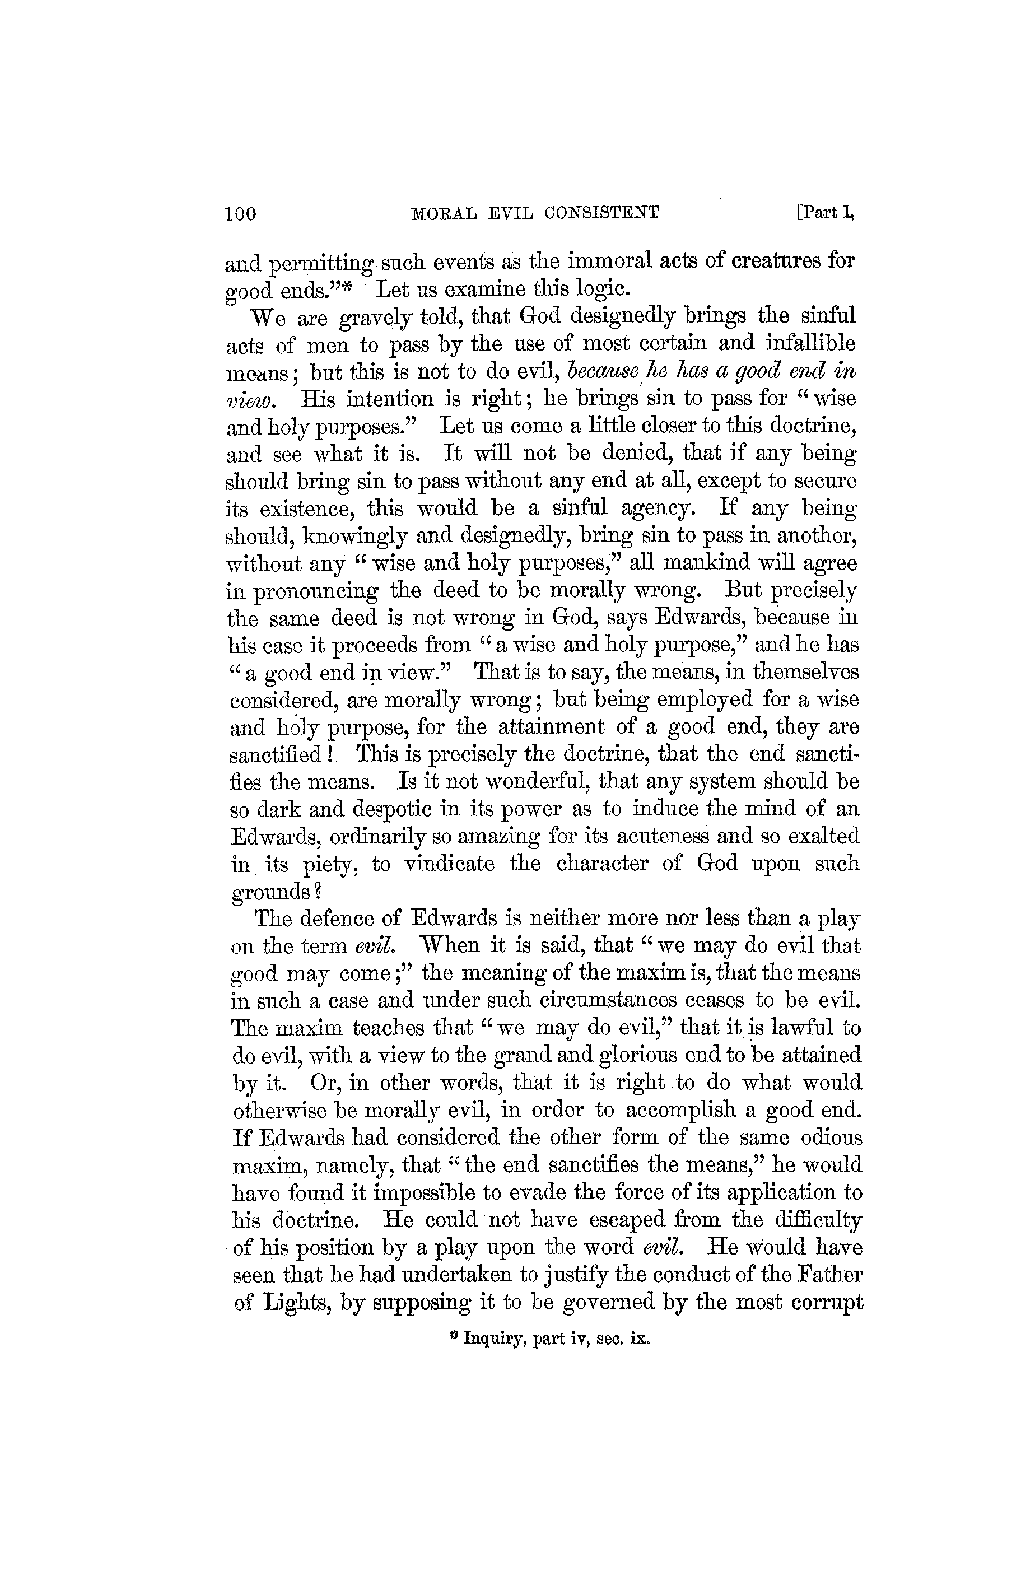 100 MORAL EVIL CONSISTENT [Part I,
and permitting such events as the immoral acts of creatures for
good ends.”* Let us examine this logic.
We are gravely told, that God designedly brings the sinful
acts of men to pass by the use of most certain and infallible
means; but this is not to do evil, because he has a good end in
view. His intention is right; he brings sin to pass for “wise
and holy purposes.” Let us come a little closer to this doctrine,
and see what it is. It will not be denied, that if any being
should bring sin to pass without any end at all, except to secure
its existence, this would be a sinful agency. If any being
should, knowingly and designedly, bring sin to pass in another,
without any “wise and holy purposes,” all mankind will agree
in pronouncing the deed to be morally wrong. But precisely
the same deed is not wrong in God, says Edwards, because in
his case it proceeds from “a wise and holy purpose,” and he has
“a good end in view.” That is to say, the means, in themselves
considered, are morally wrong; but being employed for a wise
and holy purpose, for the attainment of a good end, they are
sanctified! This is precisely the doctrine, that the end sancti-
fies the means. Is it not wonderful, that any system should be
so dark and despotic in its power as to induce the mind of an
Edwards, ordinarily so amazing for its acuteness and so exalted
in its piety, to vindicate the character of God upon such
grounds?
The defence of Edwards is neither more nor less than a play
on the term evil. When it is said, that “we may do evil that
good may come;” the meaning of the maxim is, that the means
in such a case and under such circumstances ceases to be evil.
The maxim teaches that “we may do evil,” that it is lawful to
do evil, with a view to the grand and glorious end to be attained
by it. Or, in other words, that it is right to do what would
otherwise be morally evil, in order to accomplish a good end.
If Edwards had considered the other form of the same odious
maxim, namely, that “the end sanctifies the means,” he would
have found it impossible to evade the force of its application to
his doctrine. He could not have escaped from the difficulty
of his position by a play upon the word evil. He would have
seen that he had undertaken to justify the conduct of the Father
of Lights, by supposing it to be governed by the most corrupt
* Inquiry, part iv, sec. ix.